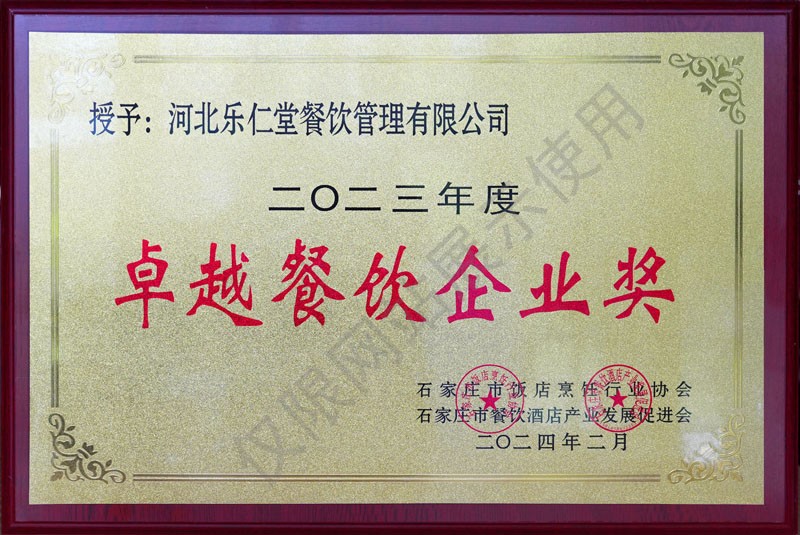 授予：河北乐仁堂餐饮管理有限公司
二〇二三年度
卓越餐饮企业奖
石家庄市饭店烹饪行业协会
石家庄市餐饮酒店产业发展促进会
二〇二四年二月
仅限网站展示使用